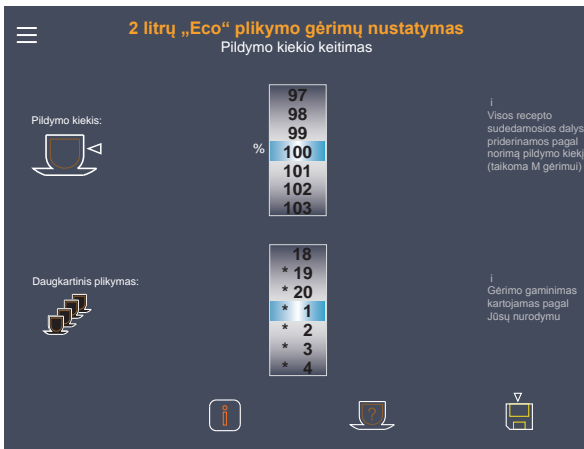 2 litrų „Eco“ plikymo gėrimų nustatymas
Pildymo kiekio keitimas
Pildymo kiekis:
%
97
98
99
100
101
102
103
i
Visos recepto
sudedamosios dalys
priderinamos pagal
norimą pildymo kiekį
(taikoma M gėrimui)
Daugkartinis plikymas:
18
* 19
* 20
* 1
* 2
* 3
* 4
i
Gėrimo gaminimas
kartojamas pagal
Jūsų nurodymu
i
?